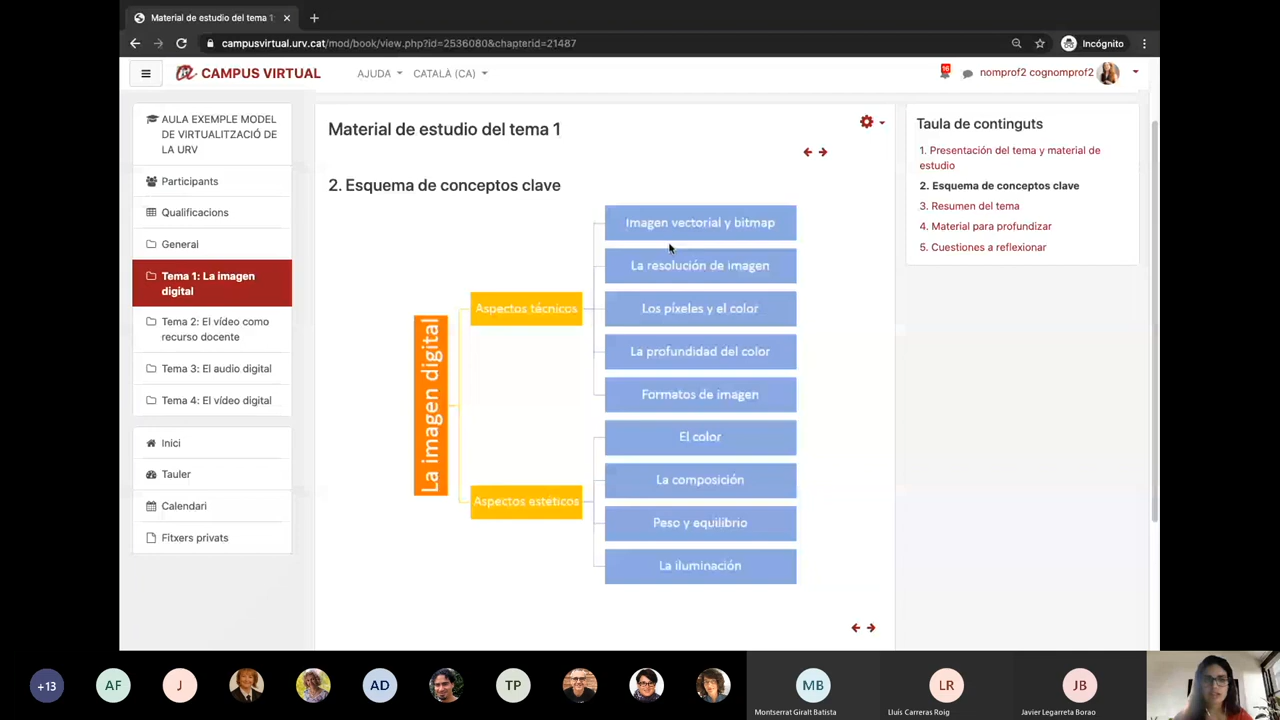 Material de estudio del tema 1
campusvirtual.urv.cat/mod/book/view.php?id=2536080&chapterid=21487
Incógnito
CAMPUS VIRTUAL
AJUDA
CATALÀ (CA)
16
nomprof2 cognomprof2
AULA EXEMPLE MODEL
DE VIRTUALITZACIÓ DE
LA URV
Participants
Qualificacions
General
Tema 1: La imagen
digital
Tema 2: El vídeo como
recurso docente
Tema 3: El audio digital
Tema 4: El vídeo digital
Inici
Tauler
Calendari
Fitxers privats
Material de estudio del tema 1
2. Esquema de conceptos clave
La imagen digital
Aspectos técnicos
Imagen vectorial y bitmap
La resolución de imagen
Los píxeles y el color
La profundidad del color
Formatos de imagen
Aspectos estéticos
El color
La composición
Peso y equilibrio
La iluminación
Taula de continguts
1. Presentación del tema y material de
estudio
2. Esquema de conceptos clave
3. Resumen del tema
4. Material para profundizar
5. Cuestiones a reflexionar
+13
AF
J
AD
TP
MB
Montserrat Giralt Batista
LR
Lluís Carreras Roig
JB
Javier Legarreta Borao